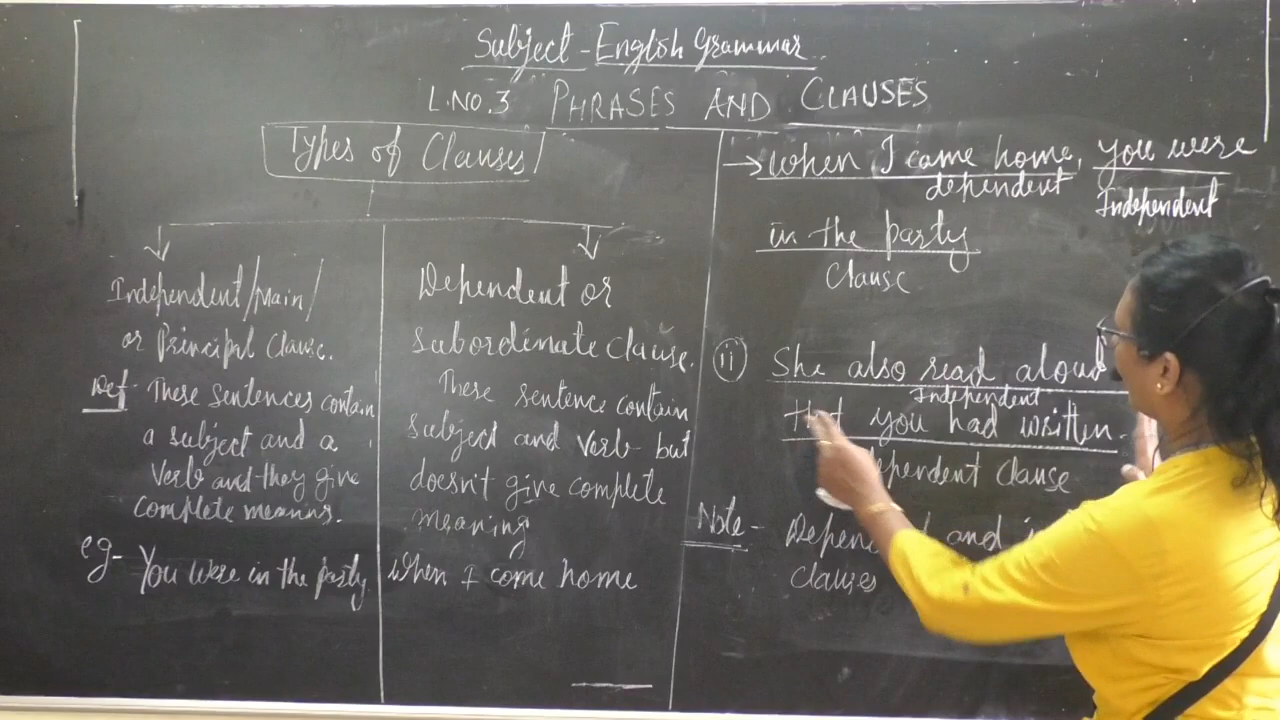 Subject - English Grammar
L.NO.3 PHRASES AND CLAUSES
Types of Clauses
Independent/Main/
or Principal Clause.
Def - These sentences contain
a subject and a
verb and they give
complete meaning.
eg - You were in the party.
Dependent or
subordinate clause.
These sentence contain
subject and verb but
doesn't give complete
meaning
When I come home
→ When I came home, you were
dependent Independent
in the party
Clause
(ii) She also read aloud
Independent
you had written.
Clause
Note - and
Clauses